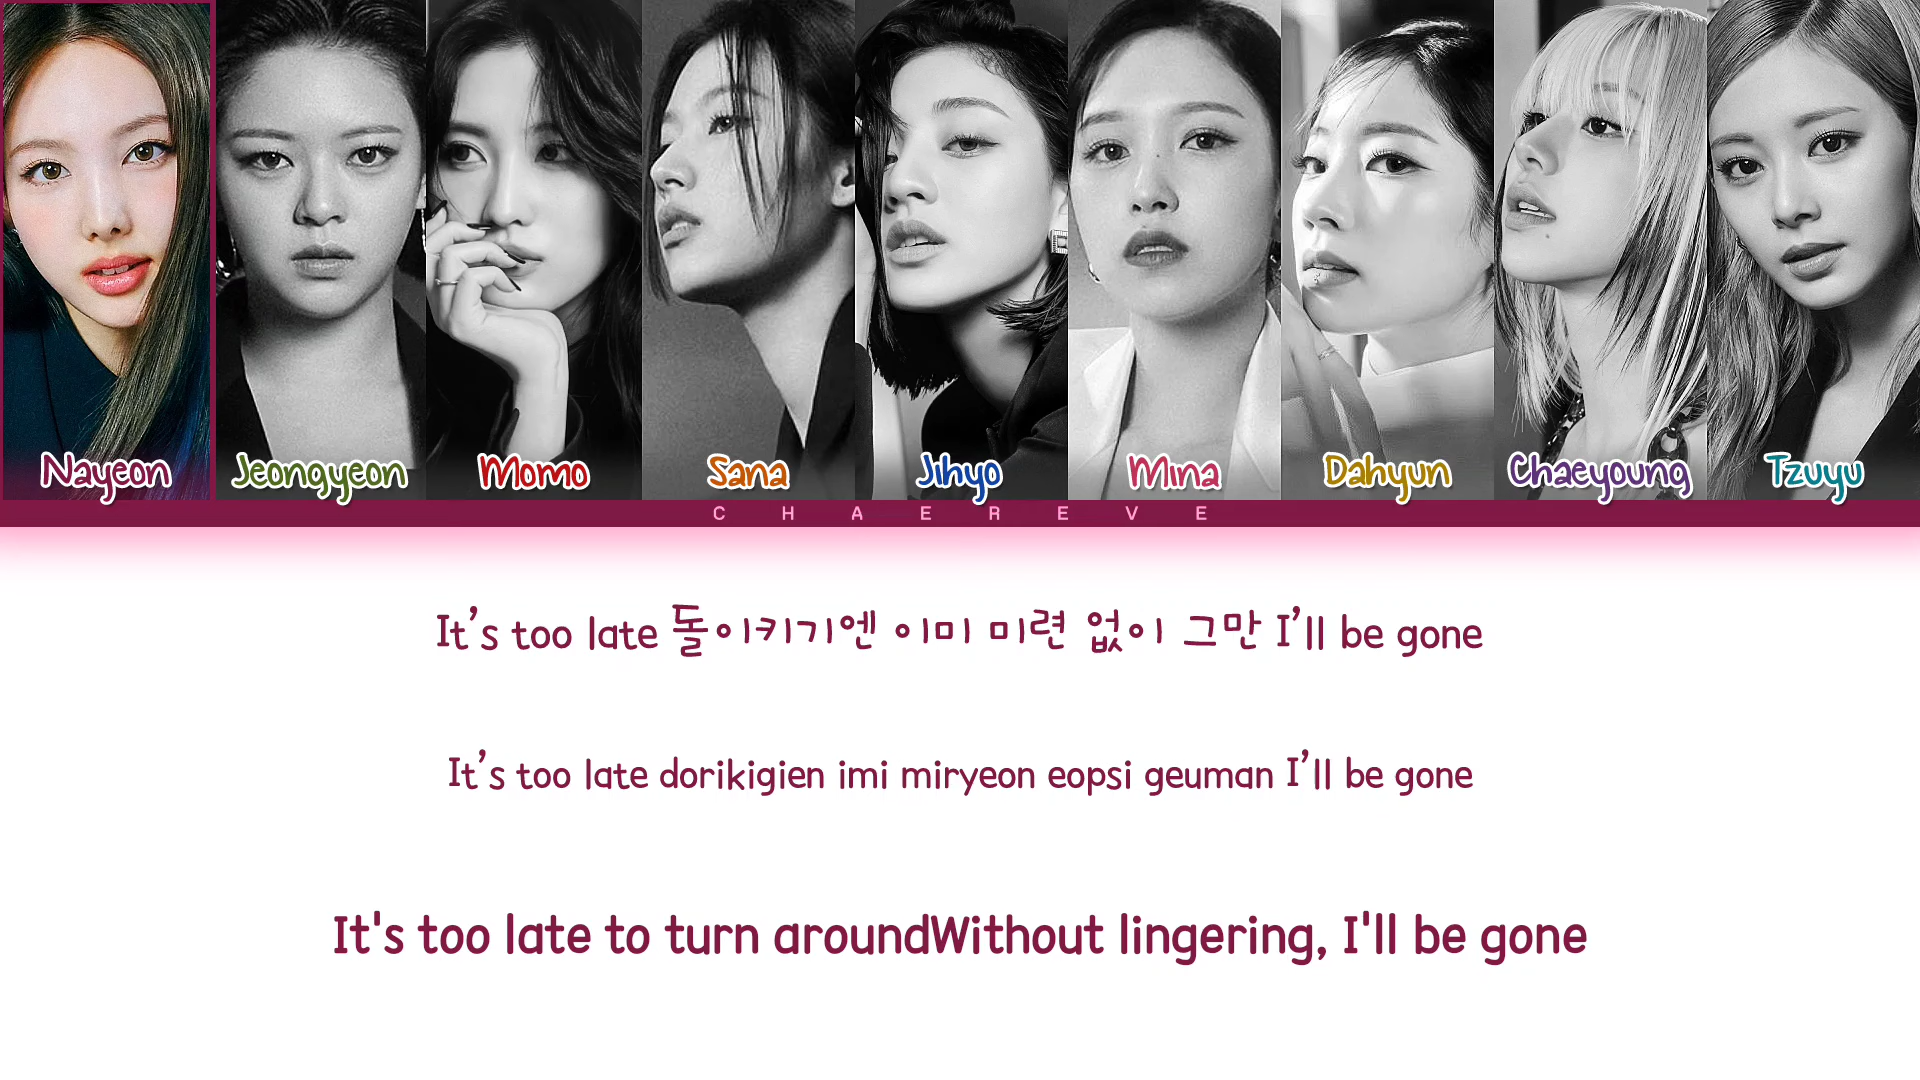 Nayeon Jeongyeon Momo Sana Jihyo Mina Dahyun Chaeyoung Tzuyu
CHAEREVE
It’s too late 돌이키기엔 이미 미련 없이 그만 I’ll be gone
It’s too late dorikigien imi miryeon eopsi geuman I’ll be gone
It's too late to turn aroundWithout lingering, I'll be gone